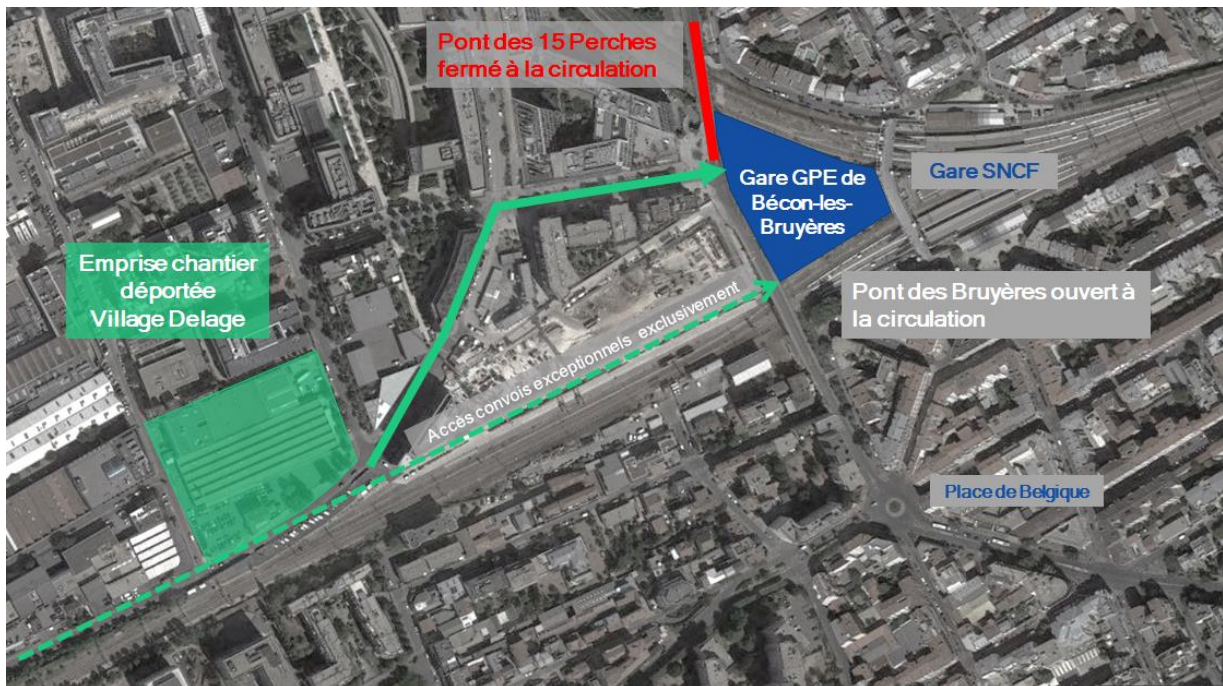 Pont des 15 Perches
fermé à la circulation
Gare GPE de
Bécon-les-
Bruyères
Gare SNCF
Emprise chantier
déportée
Village Delage
Accès convois exceptionnels exclusivement
Pont des Bruyères ouvert à
la circulation
Place de Belgique